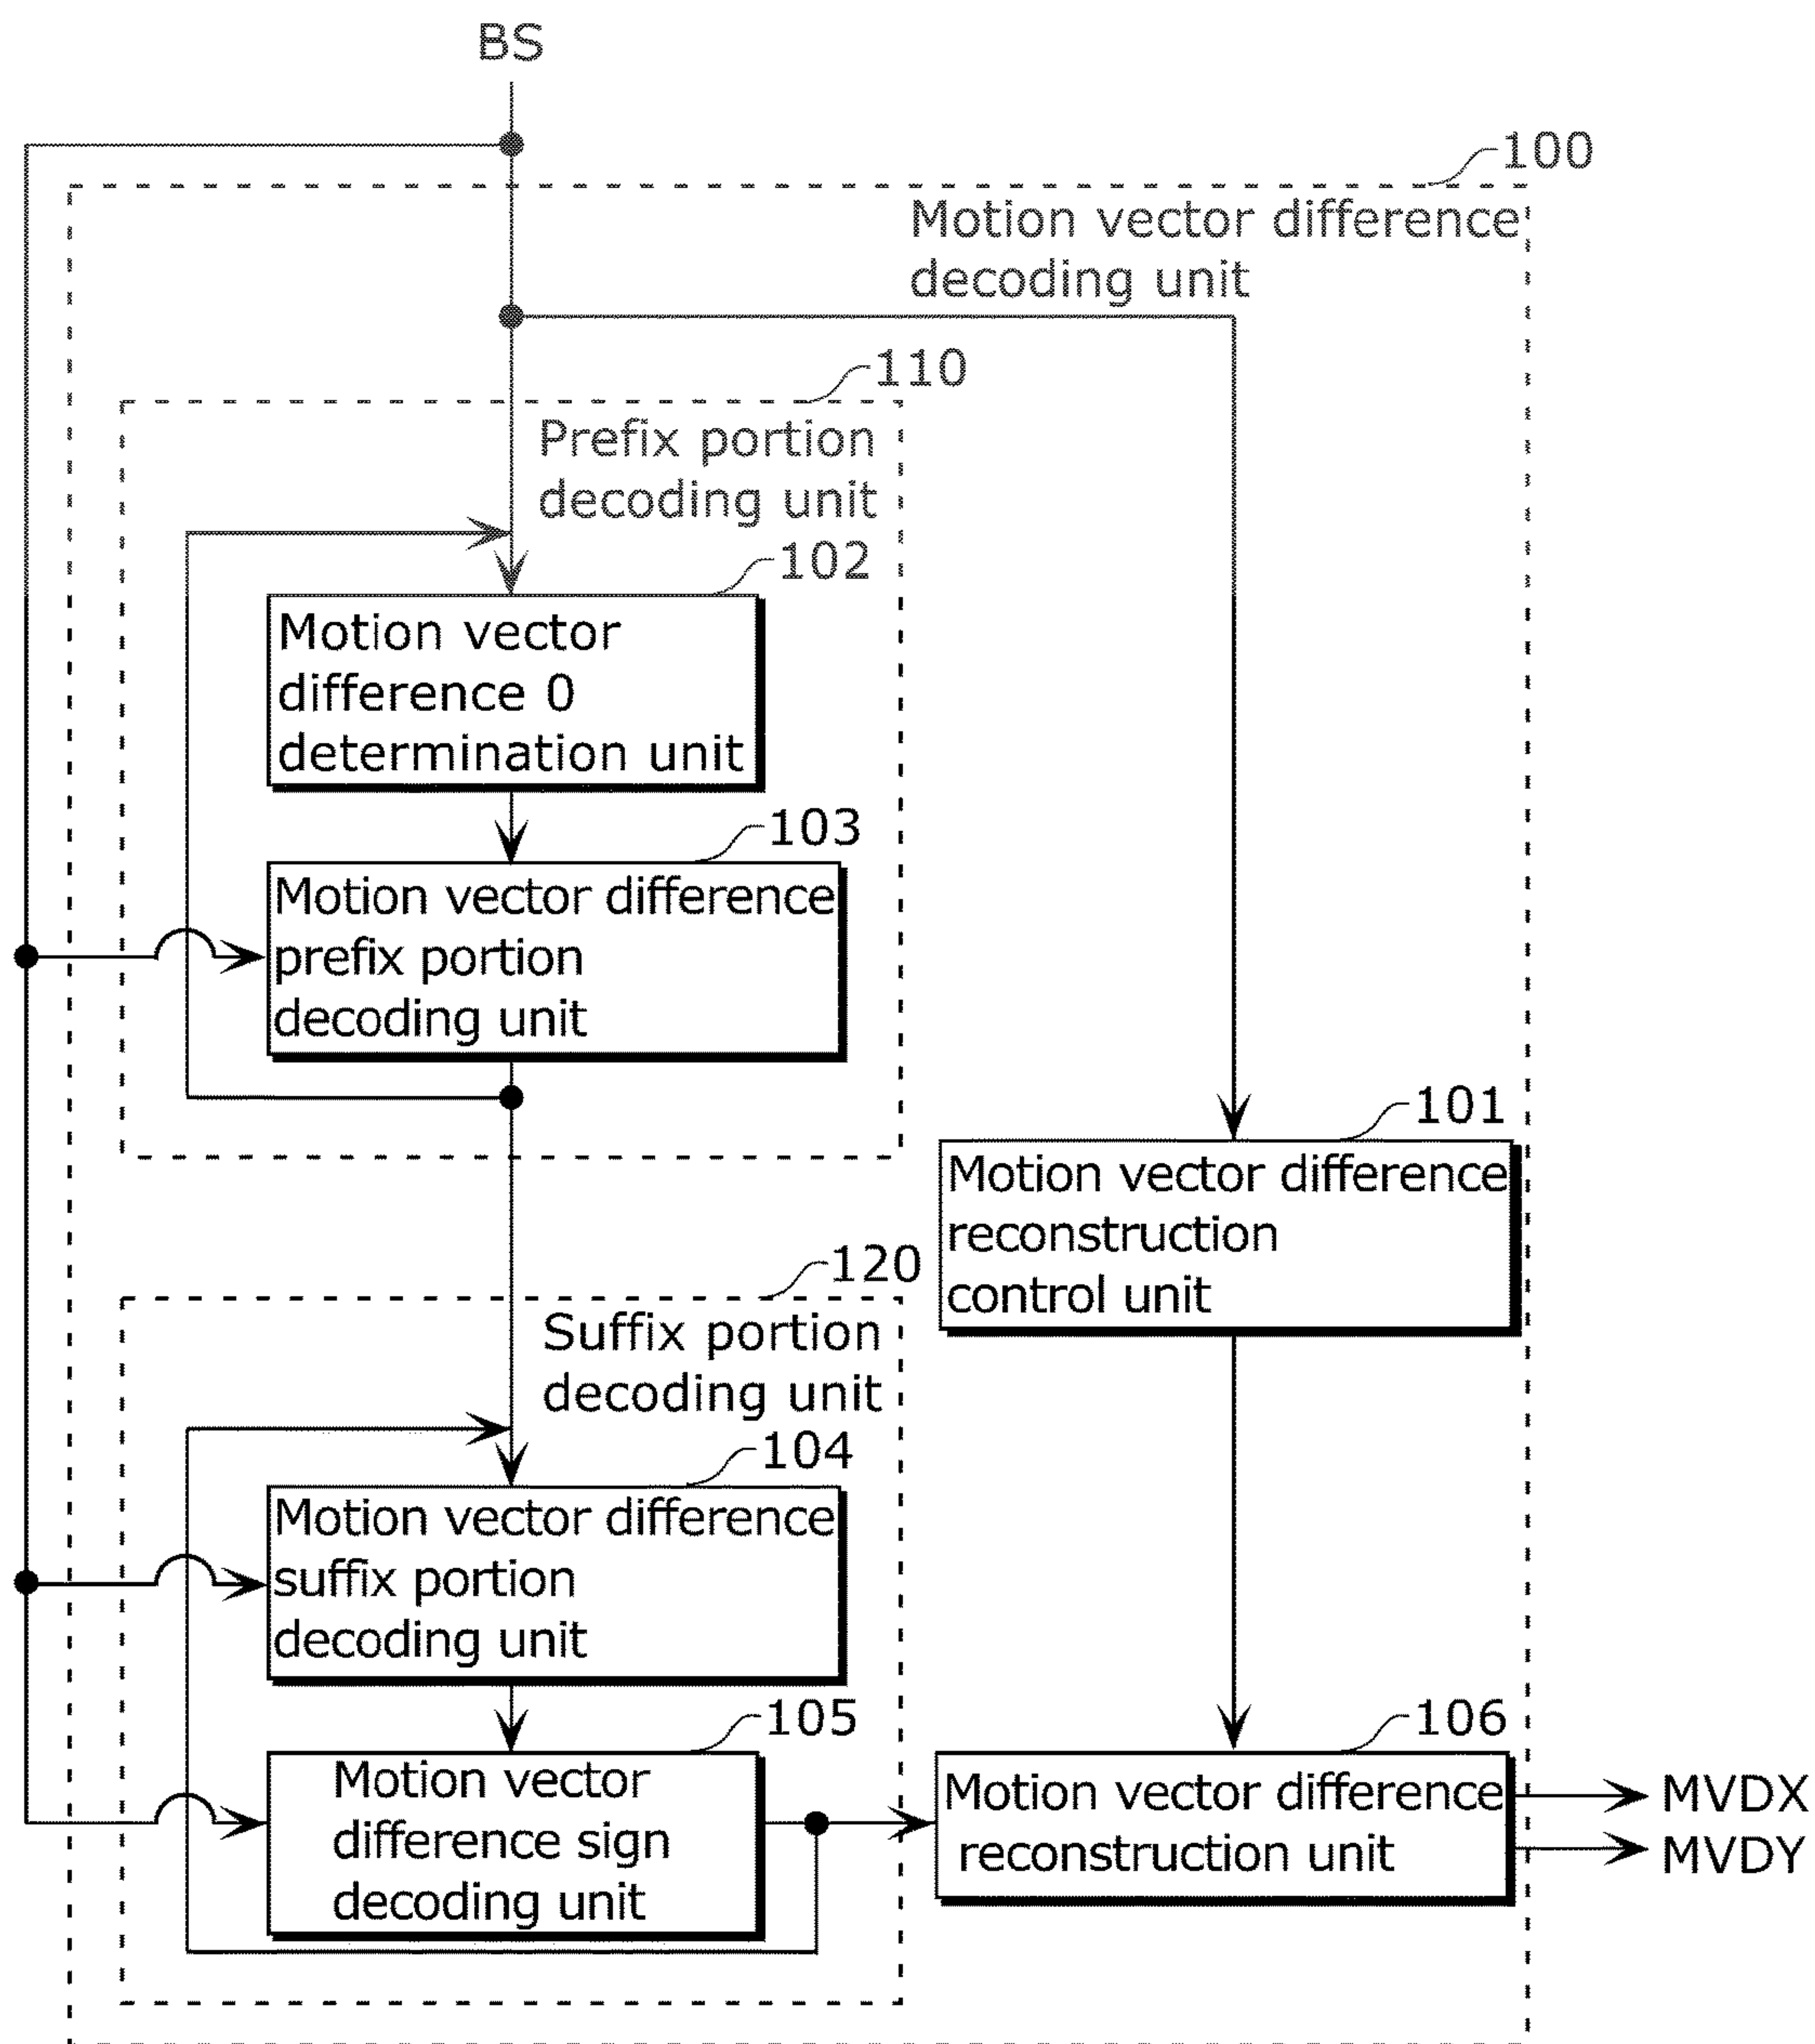 BS
100
Motion vector difference
decoding unit
110
Prefix portion
decoding unit
102
Motion vector
difference 0
determination unit
103
Motion vector difference
prefix portion
decoding unit
101
Motion vector difference
reconstruction
control unit
120
Suffix portion
decoding unit
104
Motion vector difference
suffix portion
decoding unit
105
Motion vector
difference sign
decoding unit
106
Motion vector difference
reconstruction unit
MVDX
MVDY